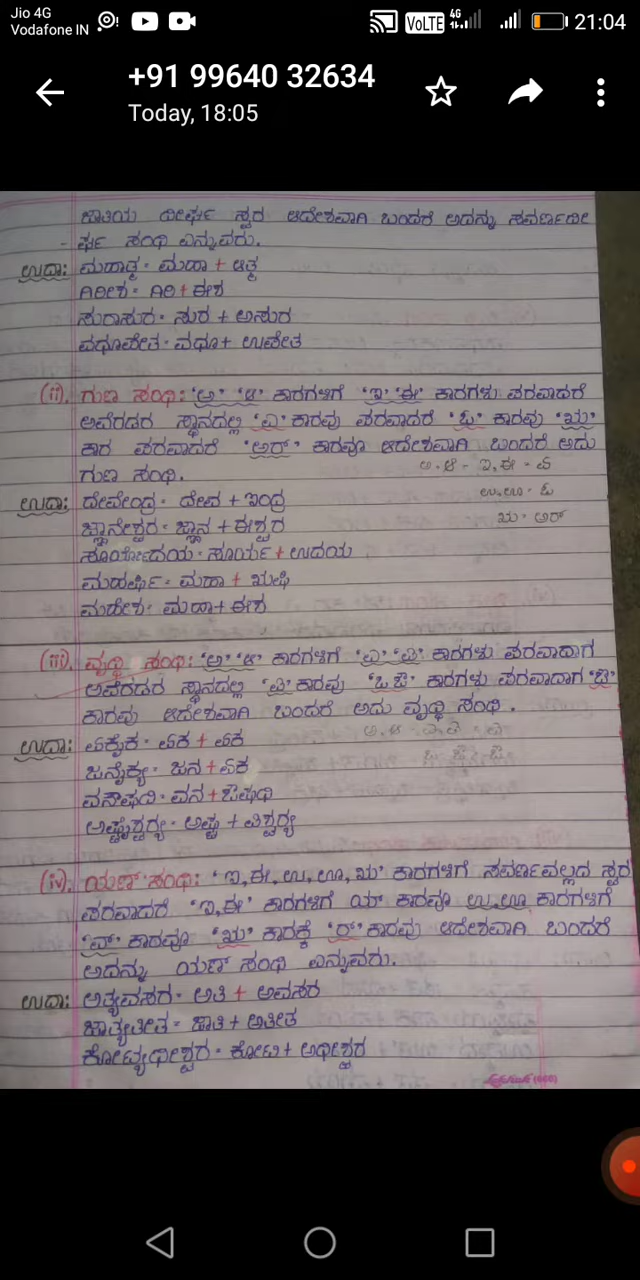 Jio 4G
Vodafone IN
VoLTE
4G
21:04
+91 99640 32634
Today, 18:05
ಜಾತಿಯ ದೀರ್ಘ ಸ್ವರ ಆದೇಶವಾಗಿ ಬಂದರೆ ಅದನ್ನು ಸವರ್ಣದೀ
- ರ್ಘ ಸಂಧಿ ಎನ್ನುವರು.
ಉದಾ: ಮಹಾತ್ಮ = ಮಹಾ + ಆತ್ಮ
ಗಿರೀಶ = ಗಿರಿ + ಈಶ
ಸುರಾಸುರ = ಸುರ + ಅಸುರ
ವಧೂಪೇತ = ವಧೂ + ಉಪೇತ
(ii). ಗುಣ ಸಂಧಿ: 'ಅ' 'ಆ' ಕಾರಗಳಿಗೆ 'ಇ' 'ಈ' ಕಾರಗಳು ಪರವಾದರೆ
ಅವೆರಡರ ಸ್ಥಾನದಲ್ಲಿ 'ಎ' ಕಾರವು ಪರವಾದರೆ 'ಓ' ಕಾರವು 'ಋ'
ಕಾರ ಪರವಾದರೆ 'ಅರ್' ಕಾರವೂ ಆದೇಶವಾಗಿ ಬಂದರೆ ಅದು
ಗುಣ ಸಂಧಿ.
ಅ.ಆ - ಇ,ಈ = ಏ
ಉ,ಊ = ಓ
ಋ = ಅರ್
ಉದಾ: ದೇವೇಂದ್ರ = ದೇವ + ಇಂದ್ರ
ಜ್ಞಾನೇಶ್ವರ = ಜ್ಞಾನ + ಈಶ್ವರ
ಸೂರ್ಯೋದಯ = ಸೂರ್ಯ + ಉದಯ
ಮಹರ್ಷಿ = ಮಹಾ + ಋಷಿ
ಮಹೇಶ = ಮಹಾ + ಈಶ
(iii). ವೃದ್ಧಿ ಸಂಧಿ: 'ಅ' 'ಆ' ಕಾರಗಳಿಗೆ 'ಎ' 'ಐ' ಕಾರಗಳು ಪರವಾದಾಗ
ಅವೆರಡರ ಸ್ಥಾನದಲ್ಲಿ 'ಐ' ಕಾರವು 'ಒ ಔ' ಕಾರಗಳು ಪರವಾದಾಗ 'ಔ'
ಕಾರವು ಆದೇಶವಾಗಿ ಬಂದರೆ ಅದು ವೃದ್ಧಿ ಸಂಧಿ.
ಉದಾ: ಏಕೈಕ = ಏಕ + ಏಕ
ಜನೈಕ್ಯ = ಜನ + ಏಕ
ವನೌಷಧಿ = ವನ + ಔಷಧಿ
ಅಷ್ಟೈಶ್ವರ್ಯ = ಅಷ್ಟ + ಐಶ್ವರ್ಯ
(iv). ಯಣ್ ಸಂಧಿ: 'ಇ,ಈ,ಉ,ಊ,ಋ' ಕಾರಗಳಿಗೆ ಸವರ್ಣವಲ್ಲದ ಸ್ವರ
ಪರವಾದರೆ 'ಇ,ಈ' ಕಾರಗಳಿಗೆ ಯ್ ಕಾರವೂ ಉ,ಊ ಕಾರಗಳಿಗೆ
'ವ್' ಕಾರವೂ 'ಋ' ಕಾರಕ್ಕೆ 'ರ್' ಕಾರವು ಆದೇಶವಾಗಿ ಬಂದರೆ
ಅದನ್ನು ಯಣ್ ಸಂಧಿ ಎನ್ನುವರು.
ಉದಾ: ಅತ್ಯವಸರ = ಅತಿ + ಅವಸರ
ಜಾತ್ಯತೀತ = ಜಾತಿ + ಅತೀತ
ಕೋಟ್ಯಧೀಶ್ವರ = ಕೋಟಿ + ಅಧೀಶ್ವರ